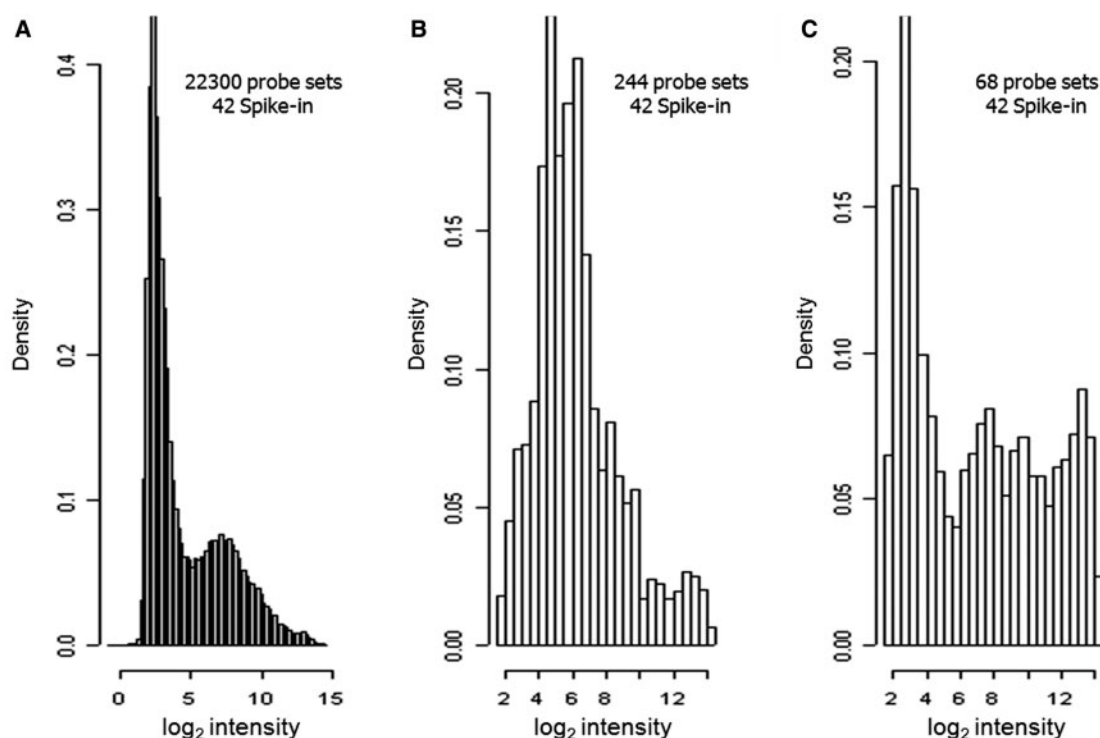 A
22300 probe sets
42 Spike-in
Density
0.0
0.1
0.2
0.3
0.4
0 5 10 15
log2 intensity
B
244 probe sets
42 Spike-in
Density
0.00
0.05
0.10
0.15
0.20
2 4 6 8 12
log2 intensity
C
68 probe sets
42 Spike-in
Density
0.00
0.05
0.10
0.15
0.20
2 4 6 8 12
log2 intensity